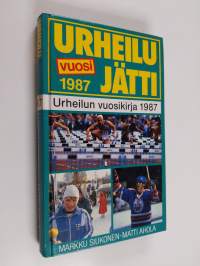 URHEILU
vuosi
1987
JÄTTI
Urheilun vuosikirja 1987
MARKKU SIUKONEN-MATTI AHOLA